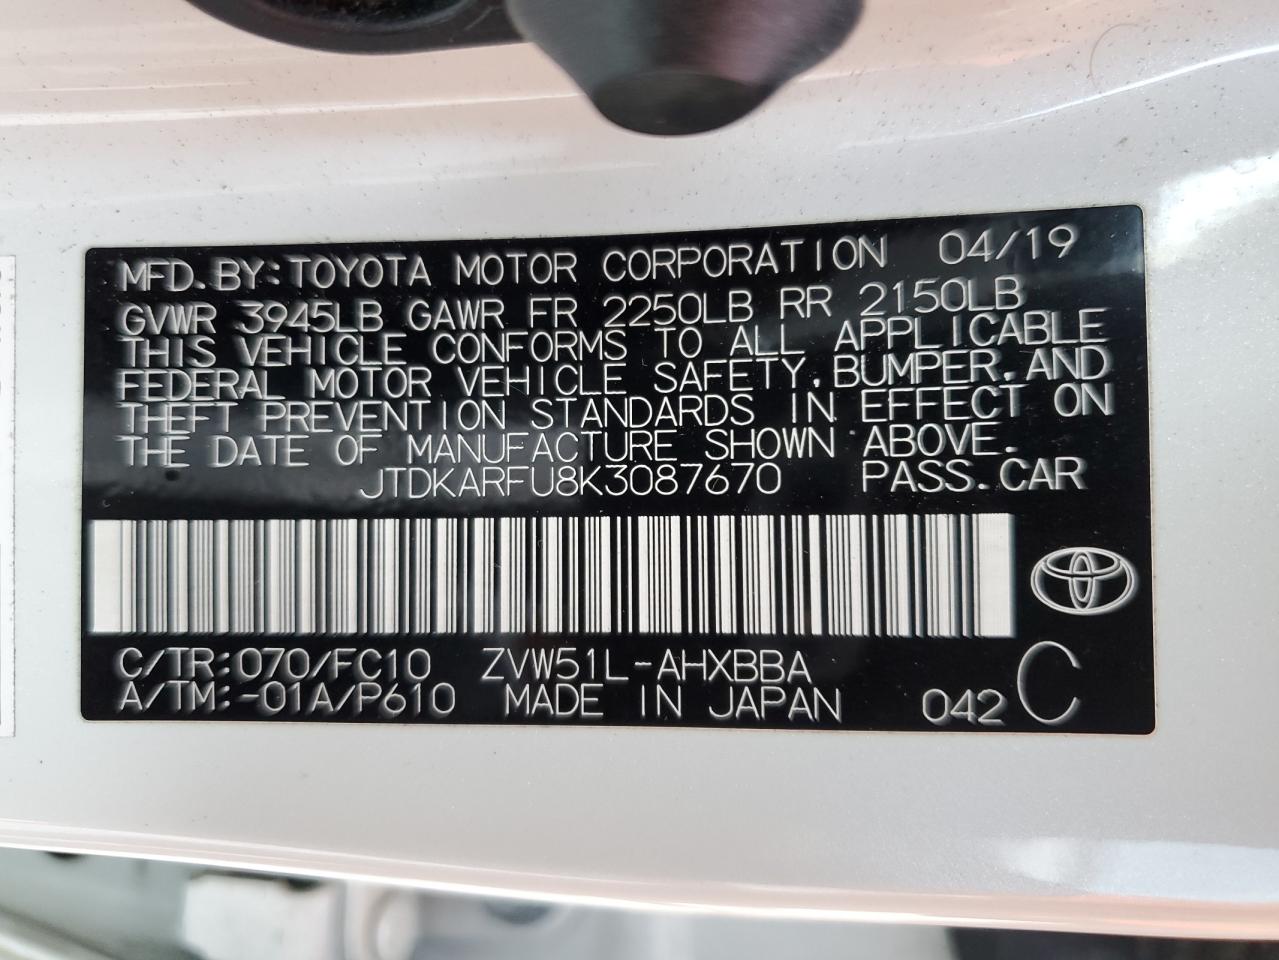 MFD. BY: TOYOTA MOTOR CORPORATION 04/19
GVWR 3945LB GAWR FR 2250LB RR 2150LB
THIS VEHICLE CONFORMS TO ALL APPLICABLE
FEDERAL MOTOR VEHICLE SAFETY, BUMPER, AND
THEFT PREVENTION STANDARDS IN EFFECT ON
THE DATE OF MANUFACTURE SHOWN ABOVE.
JTDKARFU8K3087670 PASS. CAR
C/TR: 070/FC10 ZVW51L-AHXBBA
A/TM: -01A/P610 MADE IN JAPAN 042 C